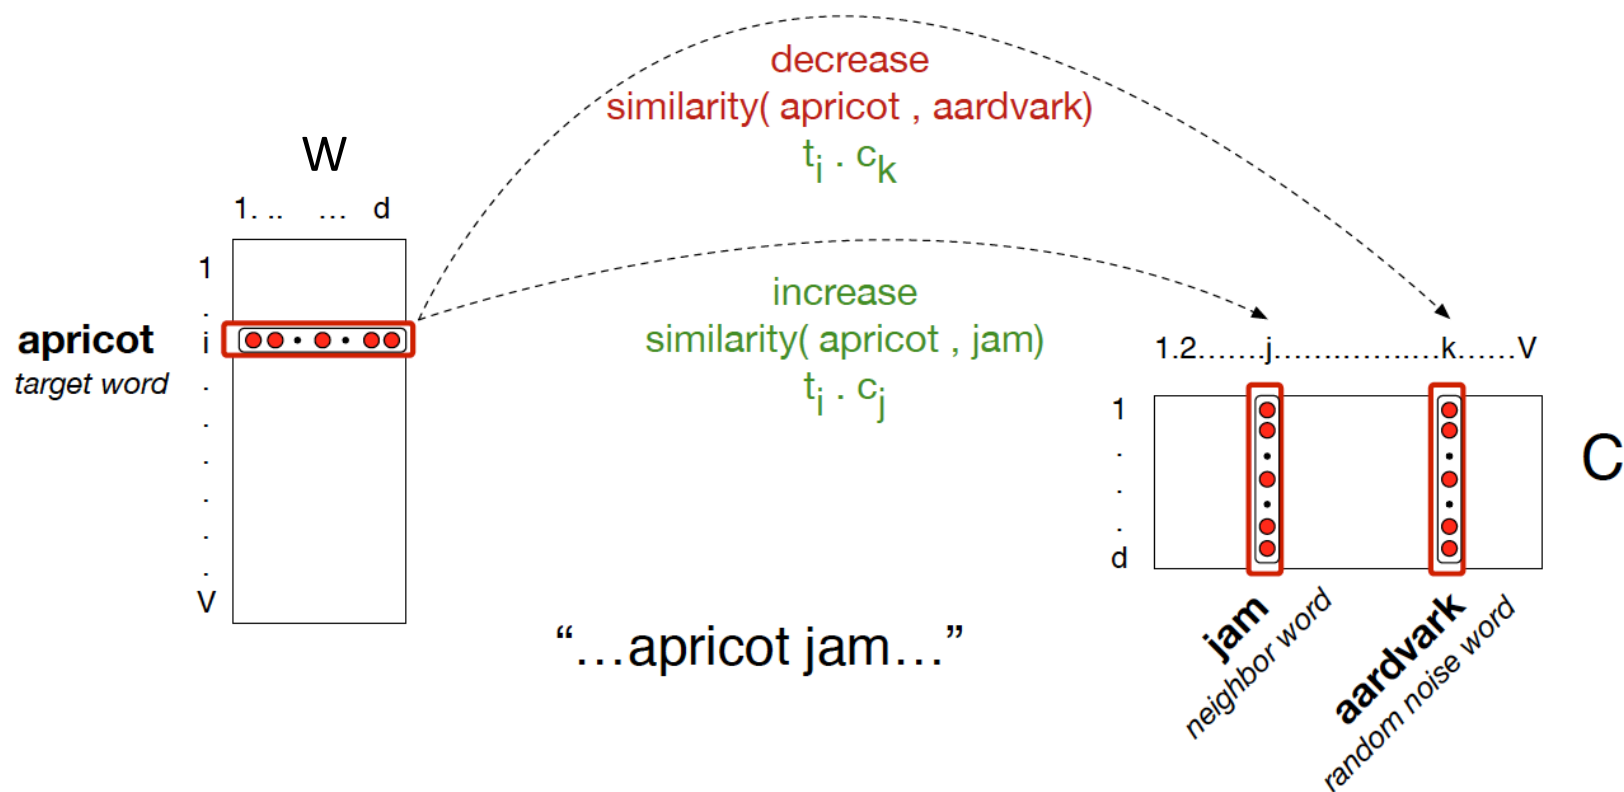 decrease
similarity( apricot , aardvark)
ti . ck
W
1. .. ... d
1
.
apricot i
target word
.
.
.
.
.
.
V
increase
similarity( apricot , jam)
ti . cj
1.2.......j...................k......V
1
.
.
.
d
C
jam
neighbor word
aardvark
random noise word
“...apricot jam...”